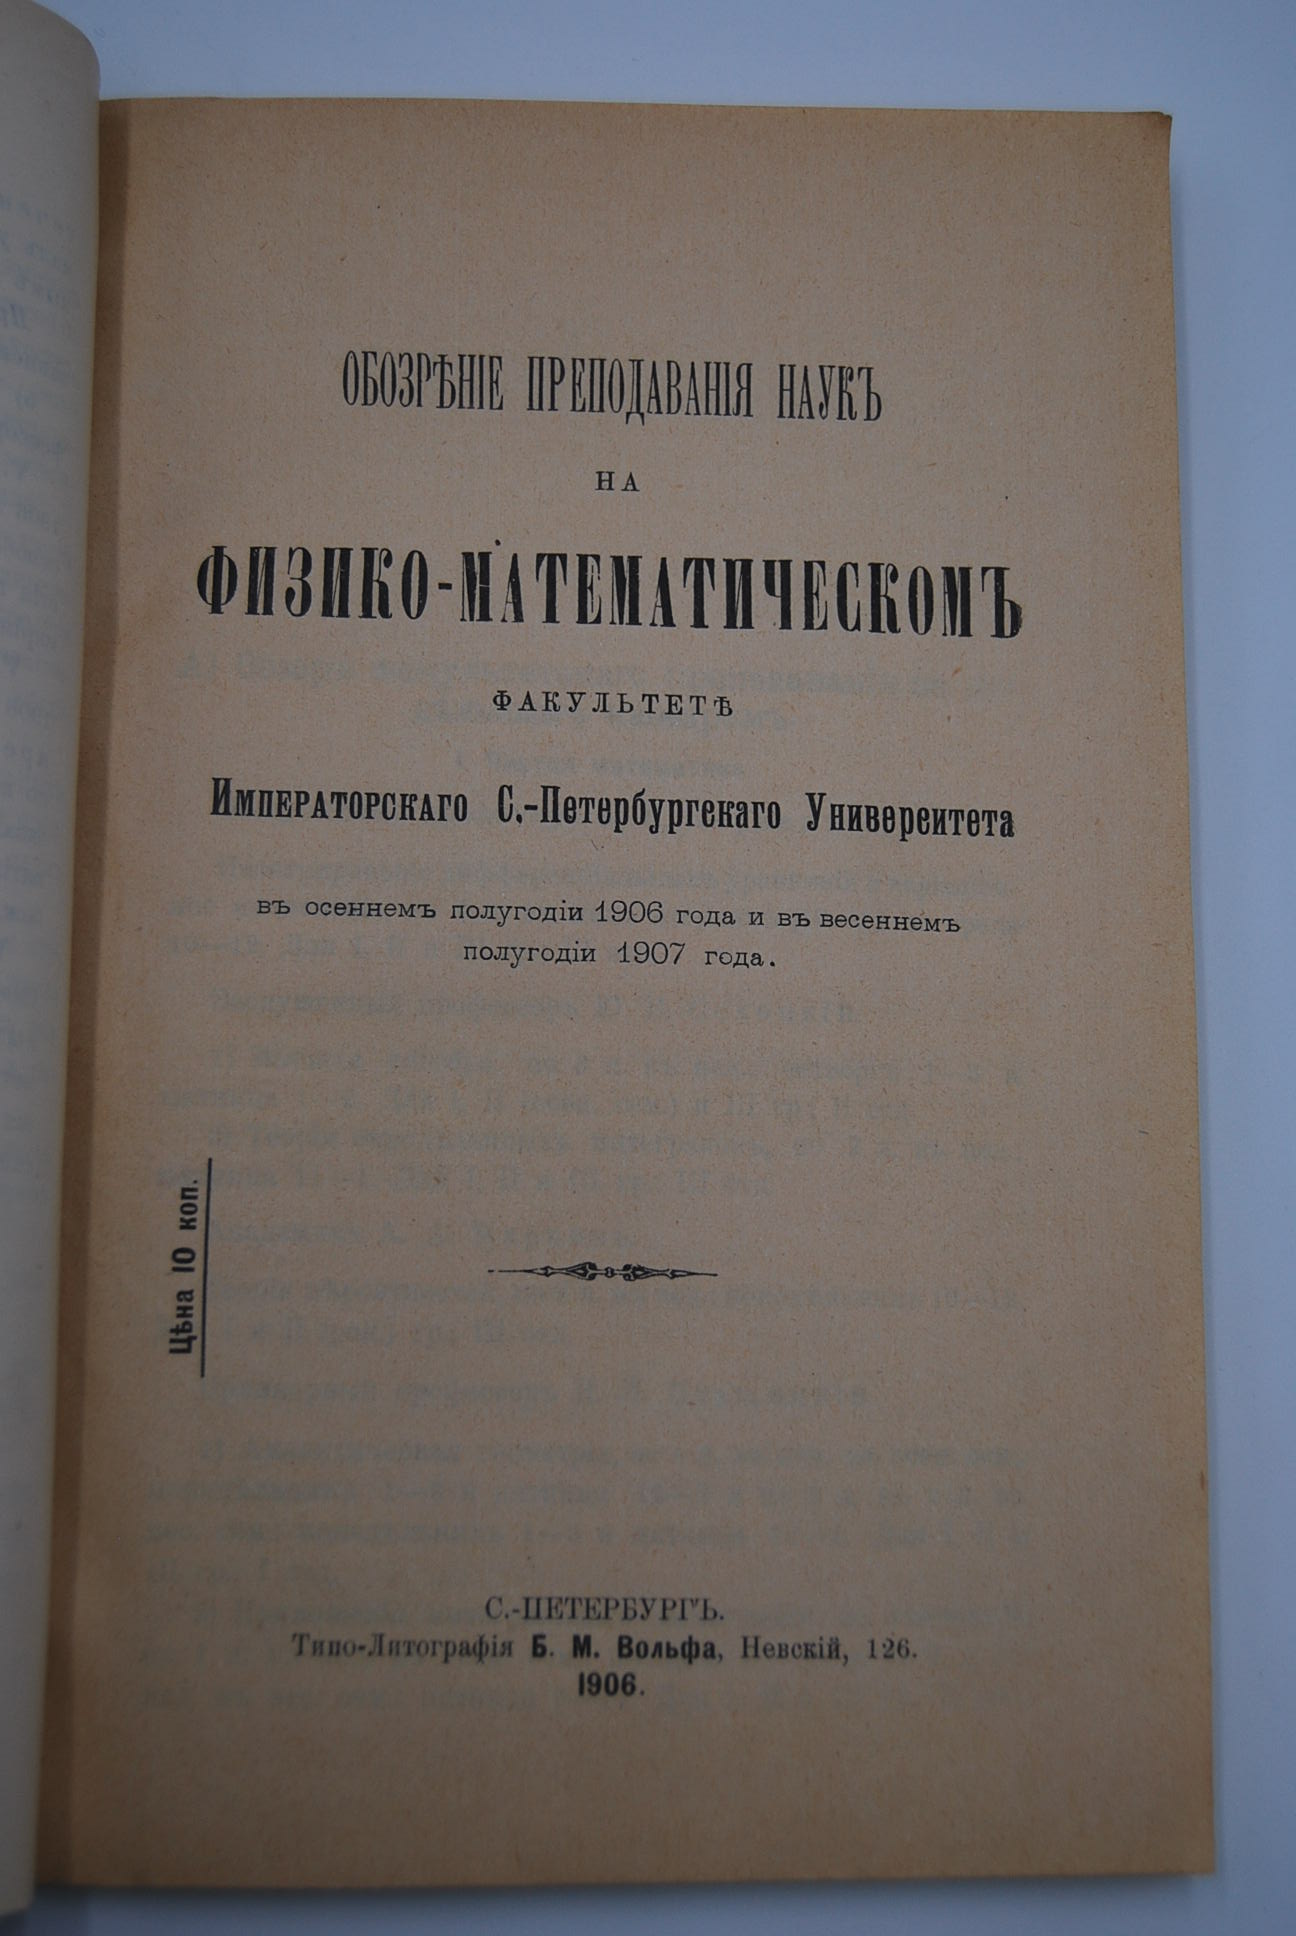 ОБОЗРѢНІЕ ПРЕПОДАВАНІЯ НАУКЪ
НА
ФИЗИКО-МАТЕМАТИЧЕСКОМЪ
ФАКУЛЬТЕТѢ
Императорскаго С.-Петербургскаго Университета
въ осеннемъ полугодіи 1906 года и въ весеннемъ
полугодіи 1907 года.
Цѣна 10 коп.
С.-ПЕТЕРБУРГЪ.
Типо-Литографія Б. М. Вольфа, Невскій, 126.
1906.